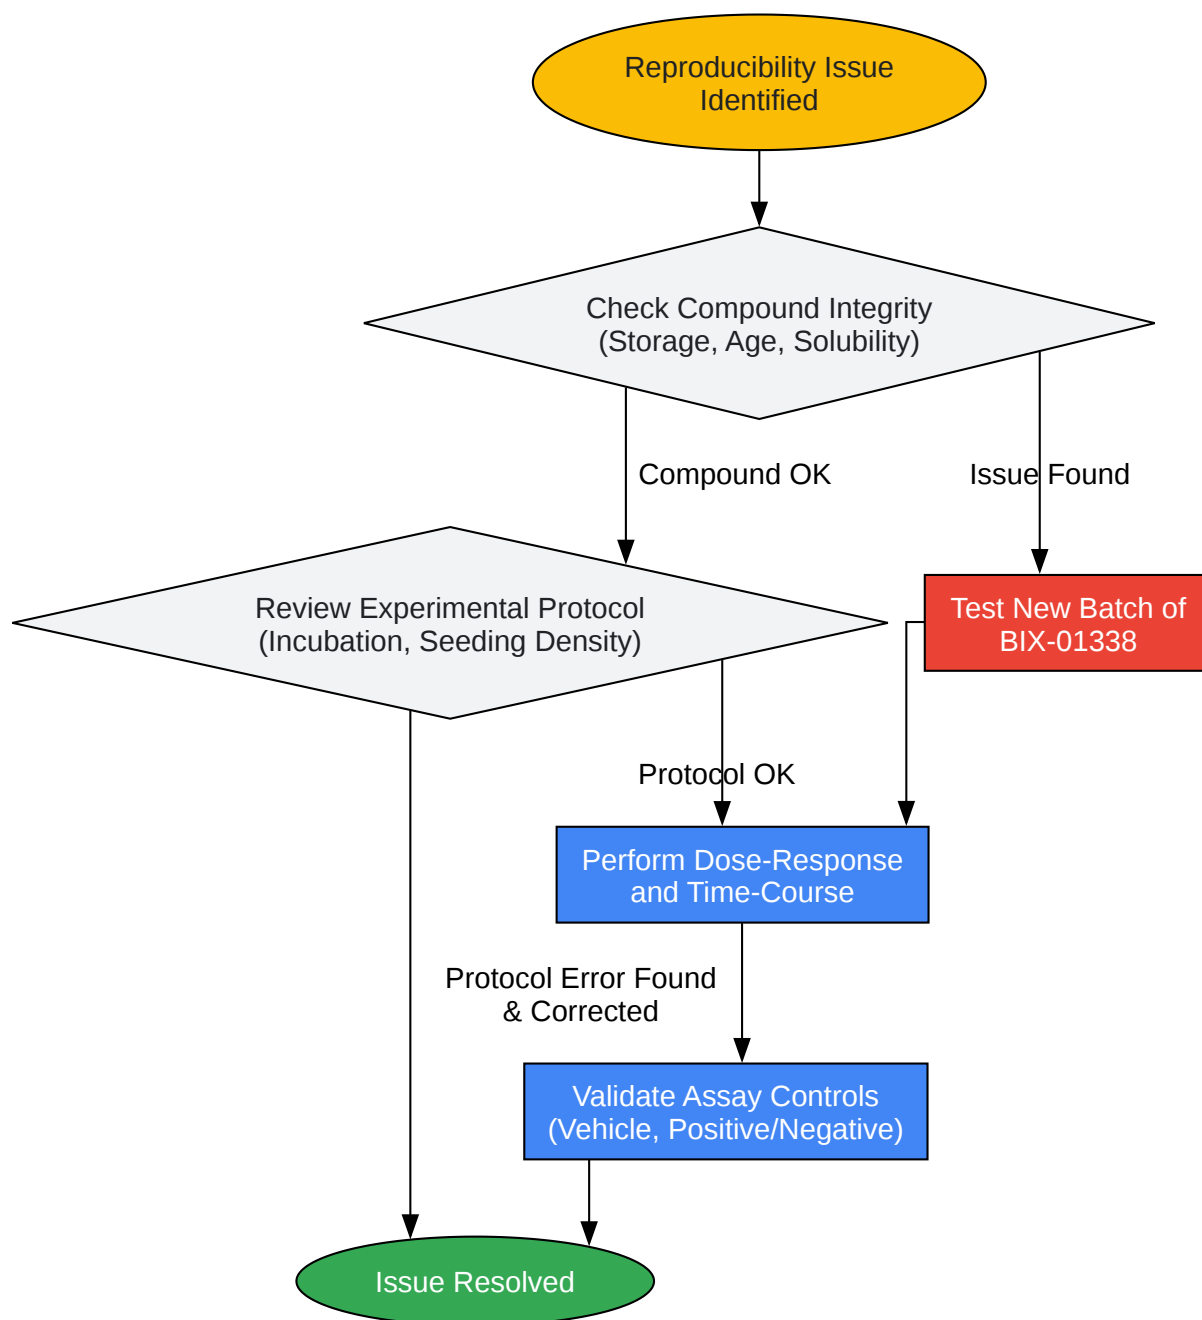 Reproducibility Issue
Identified
Check Compound Integrity
(Storage, Age, Solubility)
Compound OK
Issue Found
Review Experimental Protocol
(Incubation, Seeding Density)
Test New Batch of
BIX-01338
Protocol OK
Perform Dose-Response
and Time-Course
Protocol Error Found
& Corrected
Validate Assay Controls
(Vehicle, Positive/Negative)
Issue Resolved